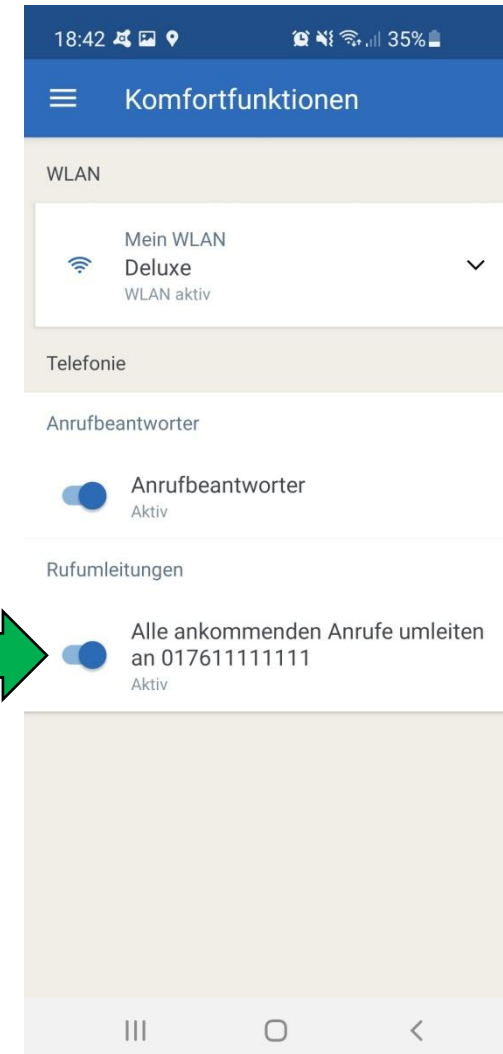 18:42 35%
Komfortfunktionen
WLAN
Mein WLAN
Deluxe
WLAN aktiv
Telefonie
Anrufbeantworter
Anrufbeantworter
Aktiv
Rufumleitungen
Alle ankommenden Anrufe umleiten
an 017611111111
Aktiv